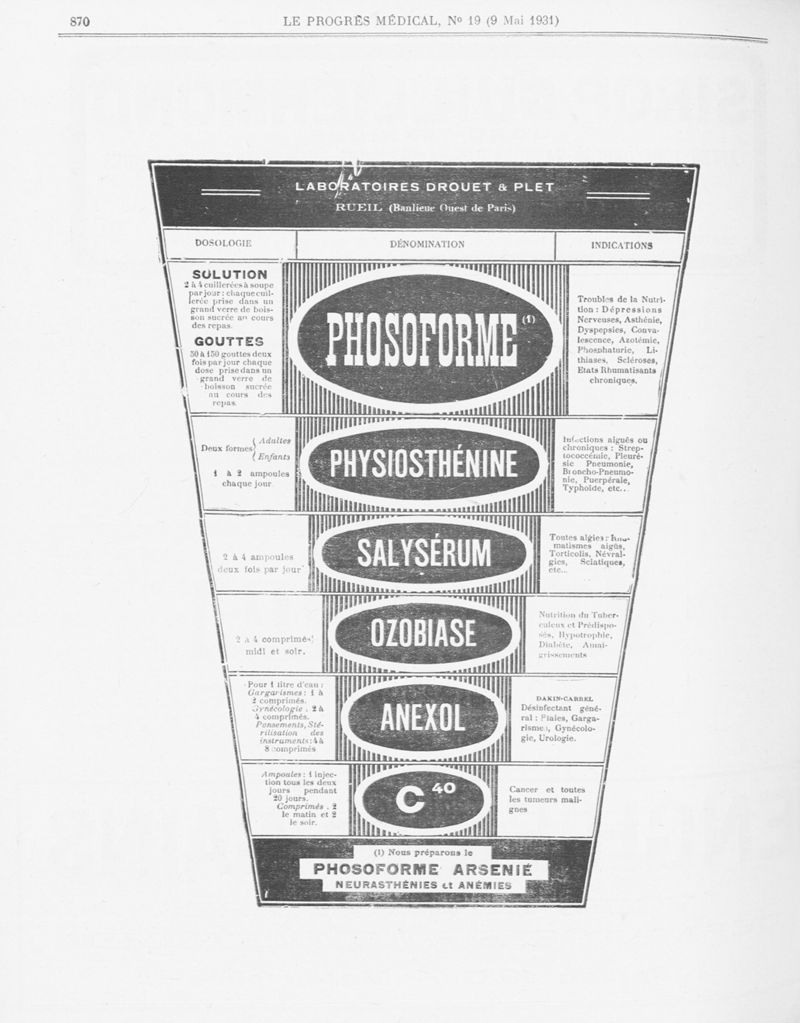 870
LE PROGRÈS MÉDICAL, No 19 (9 Mai 1931)
LABORATOIRES DROUET & PLET
RUEIL (Banlieue Ouest de Paris)
DOSOLOGIE
DÉNOMINATION
INDICATIONS
SOLUTION
2 à 4 cuillerées à soupe
par jour : chaque cuil-
lerée prise dans un
grand verre de bois-
son sucrée au cours
des repas.
GOUTTES
50 à 150 gouttes deux
fois par jour chaque
dose prise dans un
grand verre de
boisson sucrée
au cours des
repas.
PHOSOFORME (1)
Troubles de la Nutri-
tion : Dépressions
Nerveuses, Asthénie,
Dyspepsies, Conva-
lescence, Azotémie,
Phosphaturie, Li-
thiases, Scléroses,
Etats Rhumatisants
chroniques.
Deux formes { Adultes
{ Enfants
1 à 2 ampoules
chaque jour
PHYSIOSTHÉNINE
Infections aiguës ou
chroniques : Strep-
tococcémie, Pleuré-
sie Pneumonie,
Broncho-Pneumo-
nie, Puerpérale,
Typhoïde, etc..
2 à 4 ampoules
deux fois par jour
SALYSÉRUM
Toutes algies : Rhu-
matismes aigûs,
Torticolis, Névral-
gies, Sciatiques,
etc...
2 à 4 comprimés
midi et soir.
OZOBIASE
Nutrition du Tuber-
culeux et Prédispo-
sés, Hypotrophie,
Diabète, Amai-
grissements
Pour 1 litre d'eau :
Gargarismes : 1 à
2 comprimés.
Gynécologie : 2 à
4 comprimés.
Pansements, Sté-
rilisation des
instruments : 4 à
8 comprimés
ANEXOL
DAKIN-CARREL
Désinfectant géné-
ral : Plaies, Garga-
rismes, Gynécolo-
gie, Urologie.
Ampoules : 1 injec-
tion tous les deux
jours pendant
20 jours.
Comprimés : 2
le matin et 2
le soir.
C 40
Cancer et toutes
les tumeurs mali-
gnes
(1) Nous préparons le
PHOSOFORME ARSENIÉ
NEURASTHÉNIES et ANÉMIES